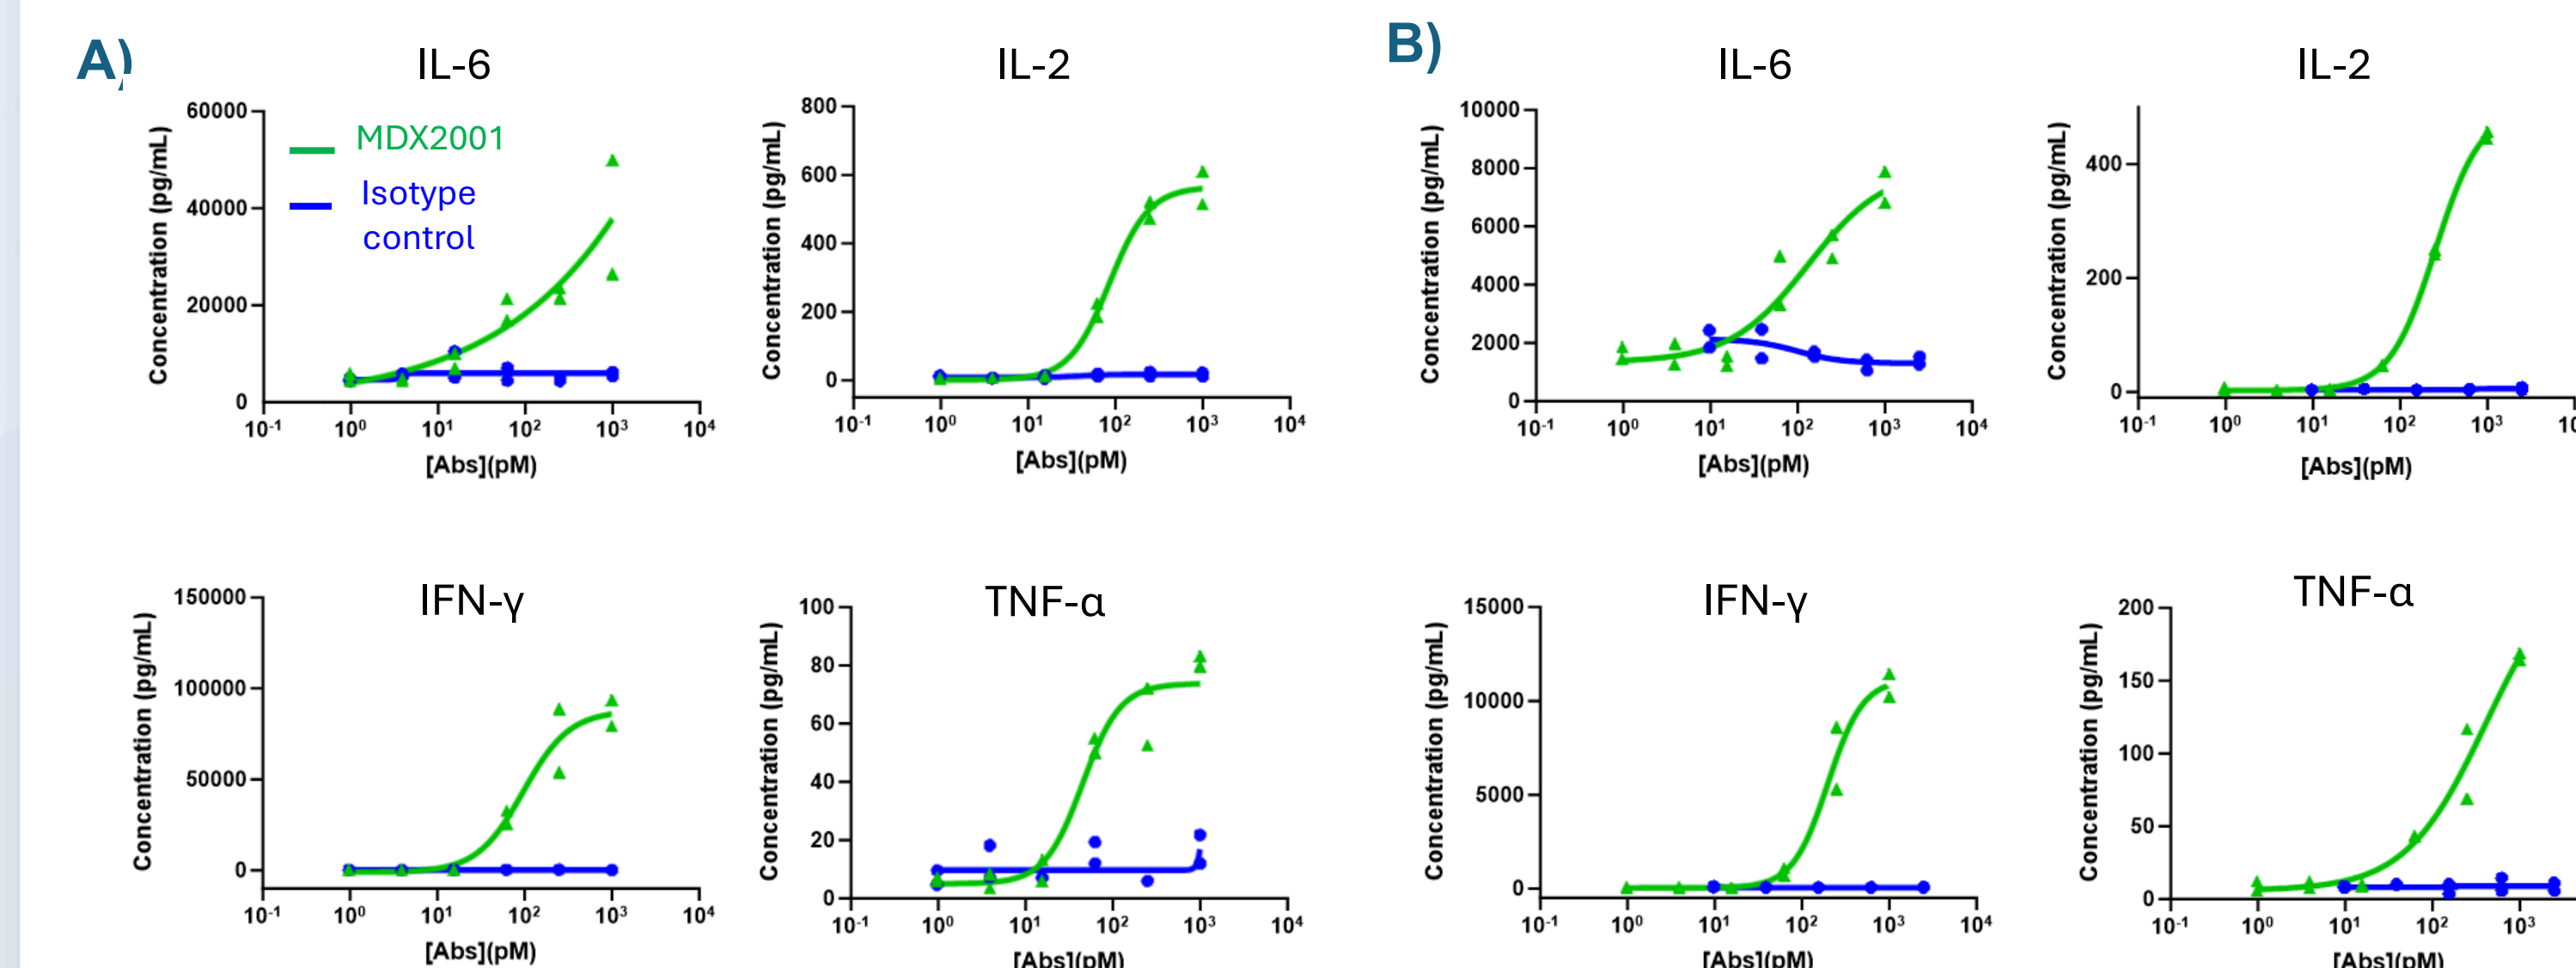 A)
IL-6
60000
40000
20000
0
Concentration (pg/mL)
MDX2001
Isotype
control
10⁻¹ 10⁰ 10¹ 10² 10³ 10⁴
[Abs](pM)
IL-2
800
600
400
200
0
Concentration (pg/mL)
10⁻¹ 10⁰ 10¹ 10² 10³ 10⁴
[Abs](pM)
B)
IL-6
10000
8000
6000
4000
2000
0
Concentration (pg/mL)
10⁻¹ 10⁰ 10¹ 10² 10³ 10⁴
[Abs](pM)
IL-2
400
200
0
Concentration (pg/mL)
10⁻¹ 10⁰ 10¹ 10² 10³
[Abs](pM)
IFN-γ
150000
100000
50000
0
Concentration (pg/mL)
10⁻¹ 10⁰ 10¹ 10² 10³ 10⁴
[Abs](pM)
TNF-α
100
80
60
40
20
0
Concentration (pg/mL)
10⁻¹ 10⁰ 10¹ 10² 10³ 10⁴
[Abs](pM)
IFN-γ
15000
10000
5000
0
Concentration (pg/mL)
10⁻¹ 10⁰ 10¹ 10² 10³ 10⁴
[Abs](pM)
TNF-α
200
150
100
50
0
Concentration (pg/mL)
10⁻¹ 10⁰ 10¹ 10² 10³
[Abs](pM)